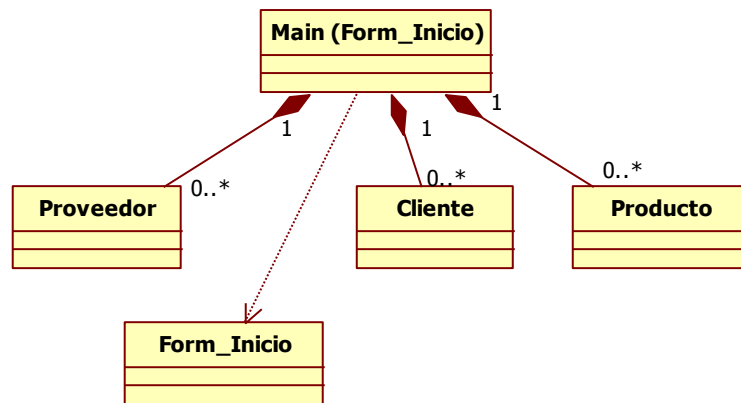 Main (Form_Inicio)
1
1
1
0..*
0..*
0..*
Proveedor
Cliente
Producto
Form_Inicio